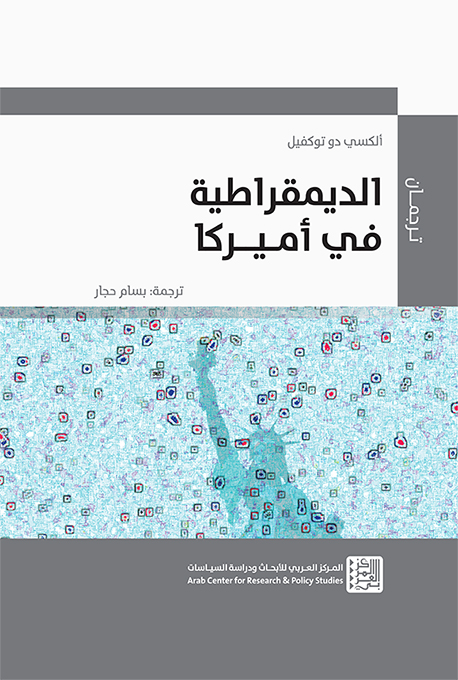 ألكسي دو توكفيل
الديمقراطية
في أميركا
ترجمان
ترجمة: بسام حجار
المركز العربي للأبحاث ودراسة السياسات
Arab Center for Research & Policy Studies